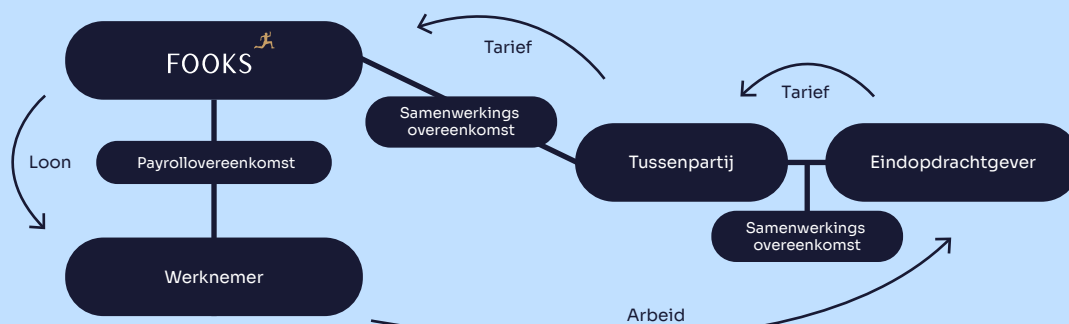 FOOKS
Tarief
Tarief
Samenwerkings
overeenkomst
Loon
Payrollovereenkomst
Tussenpartij
Eindopdrachtgever
Samenwerkings
overeenkomst
Werknemer
Arbeid